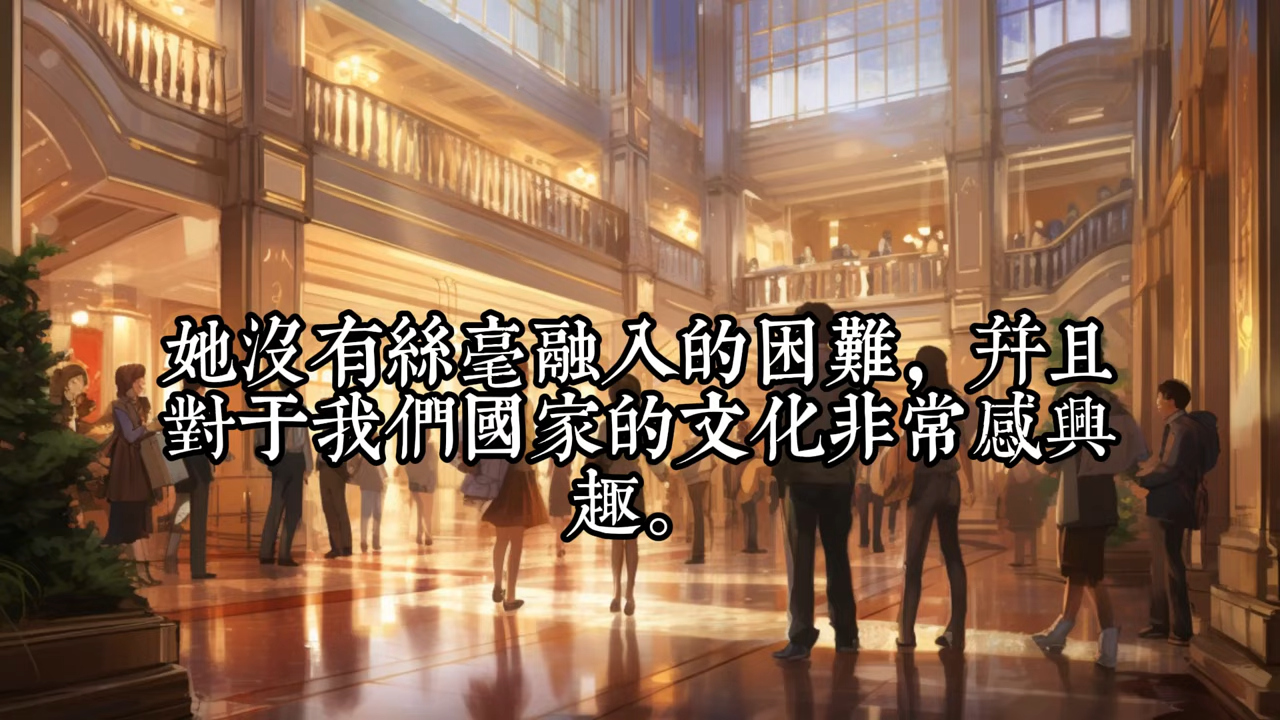 她沒有絲毫融入的困難，幷且
對于我們國家的文化非常感興
趣。